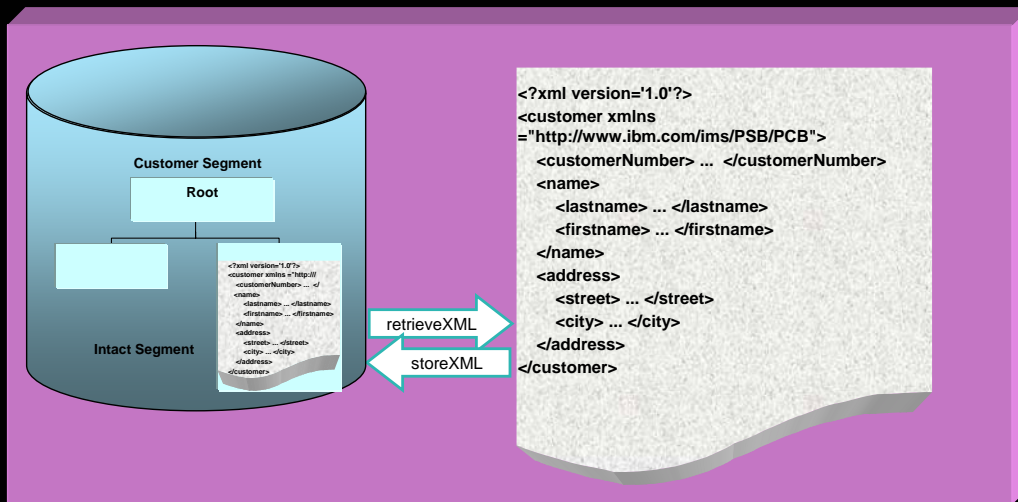 Customer Segment
Root
<?xml version='1.0'?>
<customer xmlns ="http:///
<customerNumber> ... </
<name>
<lastname> ... </lastname>
<firstname> ... </firstname>
</name>
<address>
<street> ... </street>
<city> ... </city>
</address>
</customer>
Intact Segment
retrieveXML
storeXML
<?xml version='1.0'?>
<customer xmlns
="http://www.ibm.com/ims/PSB/PCB">
<customerNumber> ... </customerNumber>
<name>
<lastname> ... </lastname>
<firstname> ... </firstname>
</name>
<address>
<street> ... </street>
<city> ... </city>
</address>
</customer>